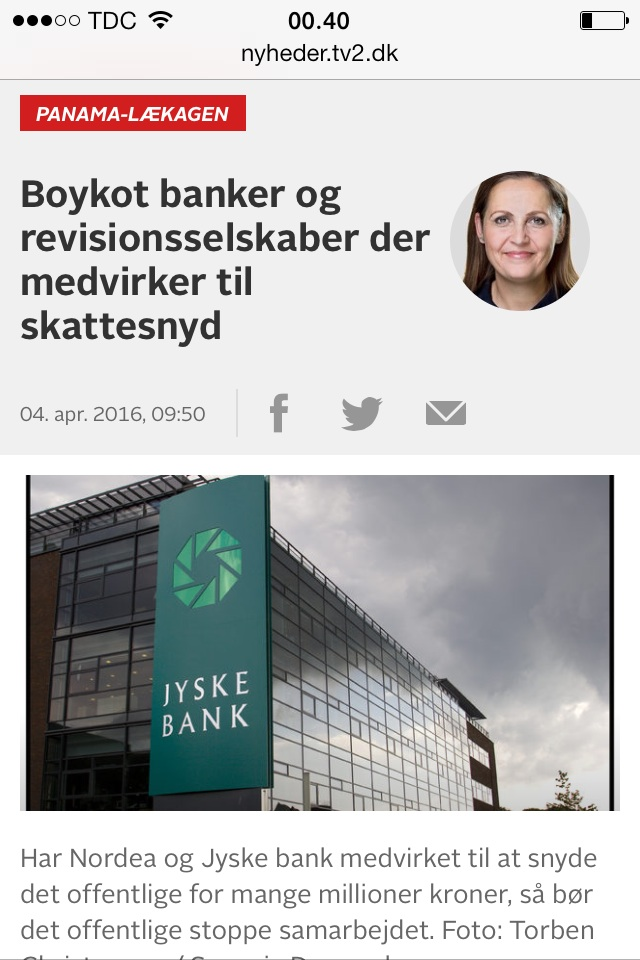 TDC 00.40
nyheder.tv2.dk
PANAMA-LÆKAGEN
Boykot banker og
revisionsselskaber der
medvirker til
skattesnyd
04. apr. 2016, 09:50
JYSKE
BANK
Har Nordea og Jyske bank medvirket til at snyde
det offentlige for mange millioner kroner, så bør
det offentlige stoppe samarbejdet. Foto: Torben